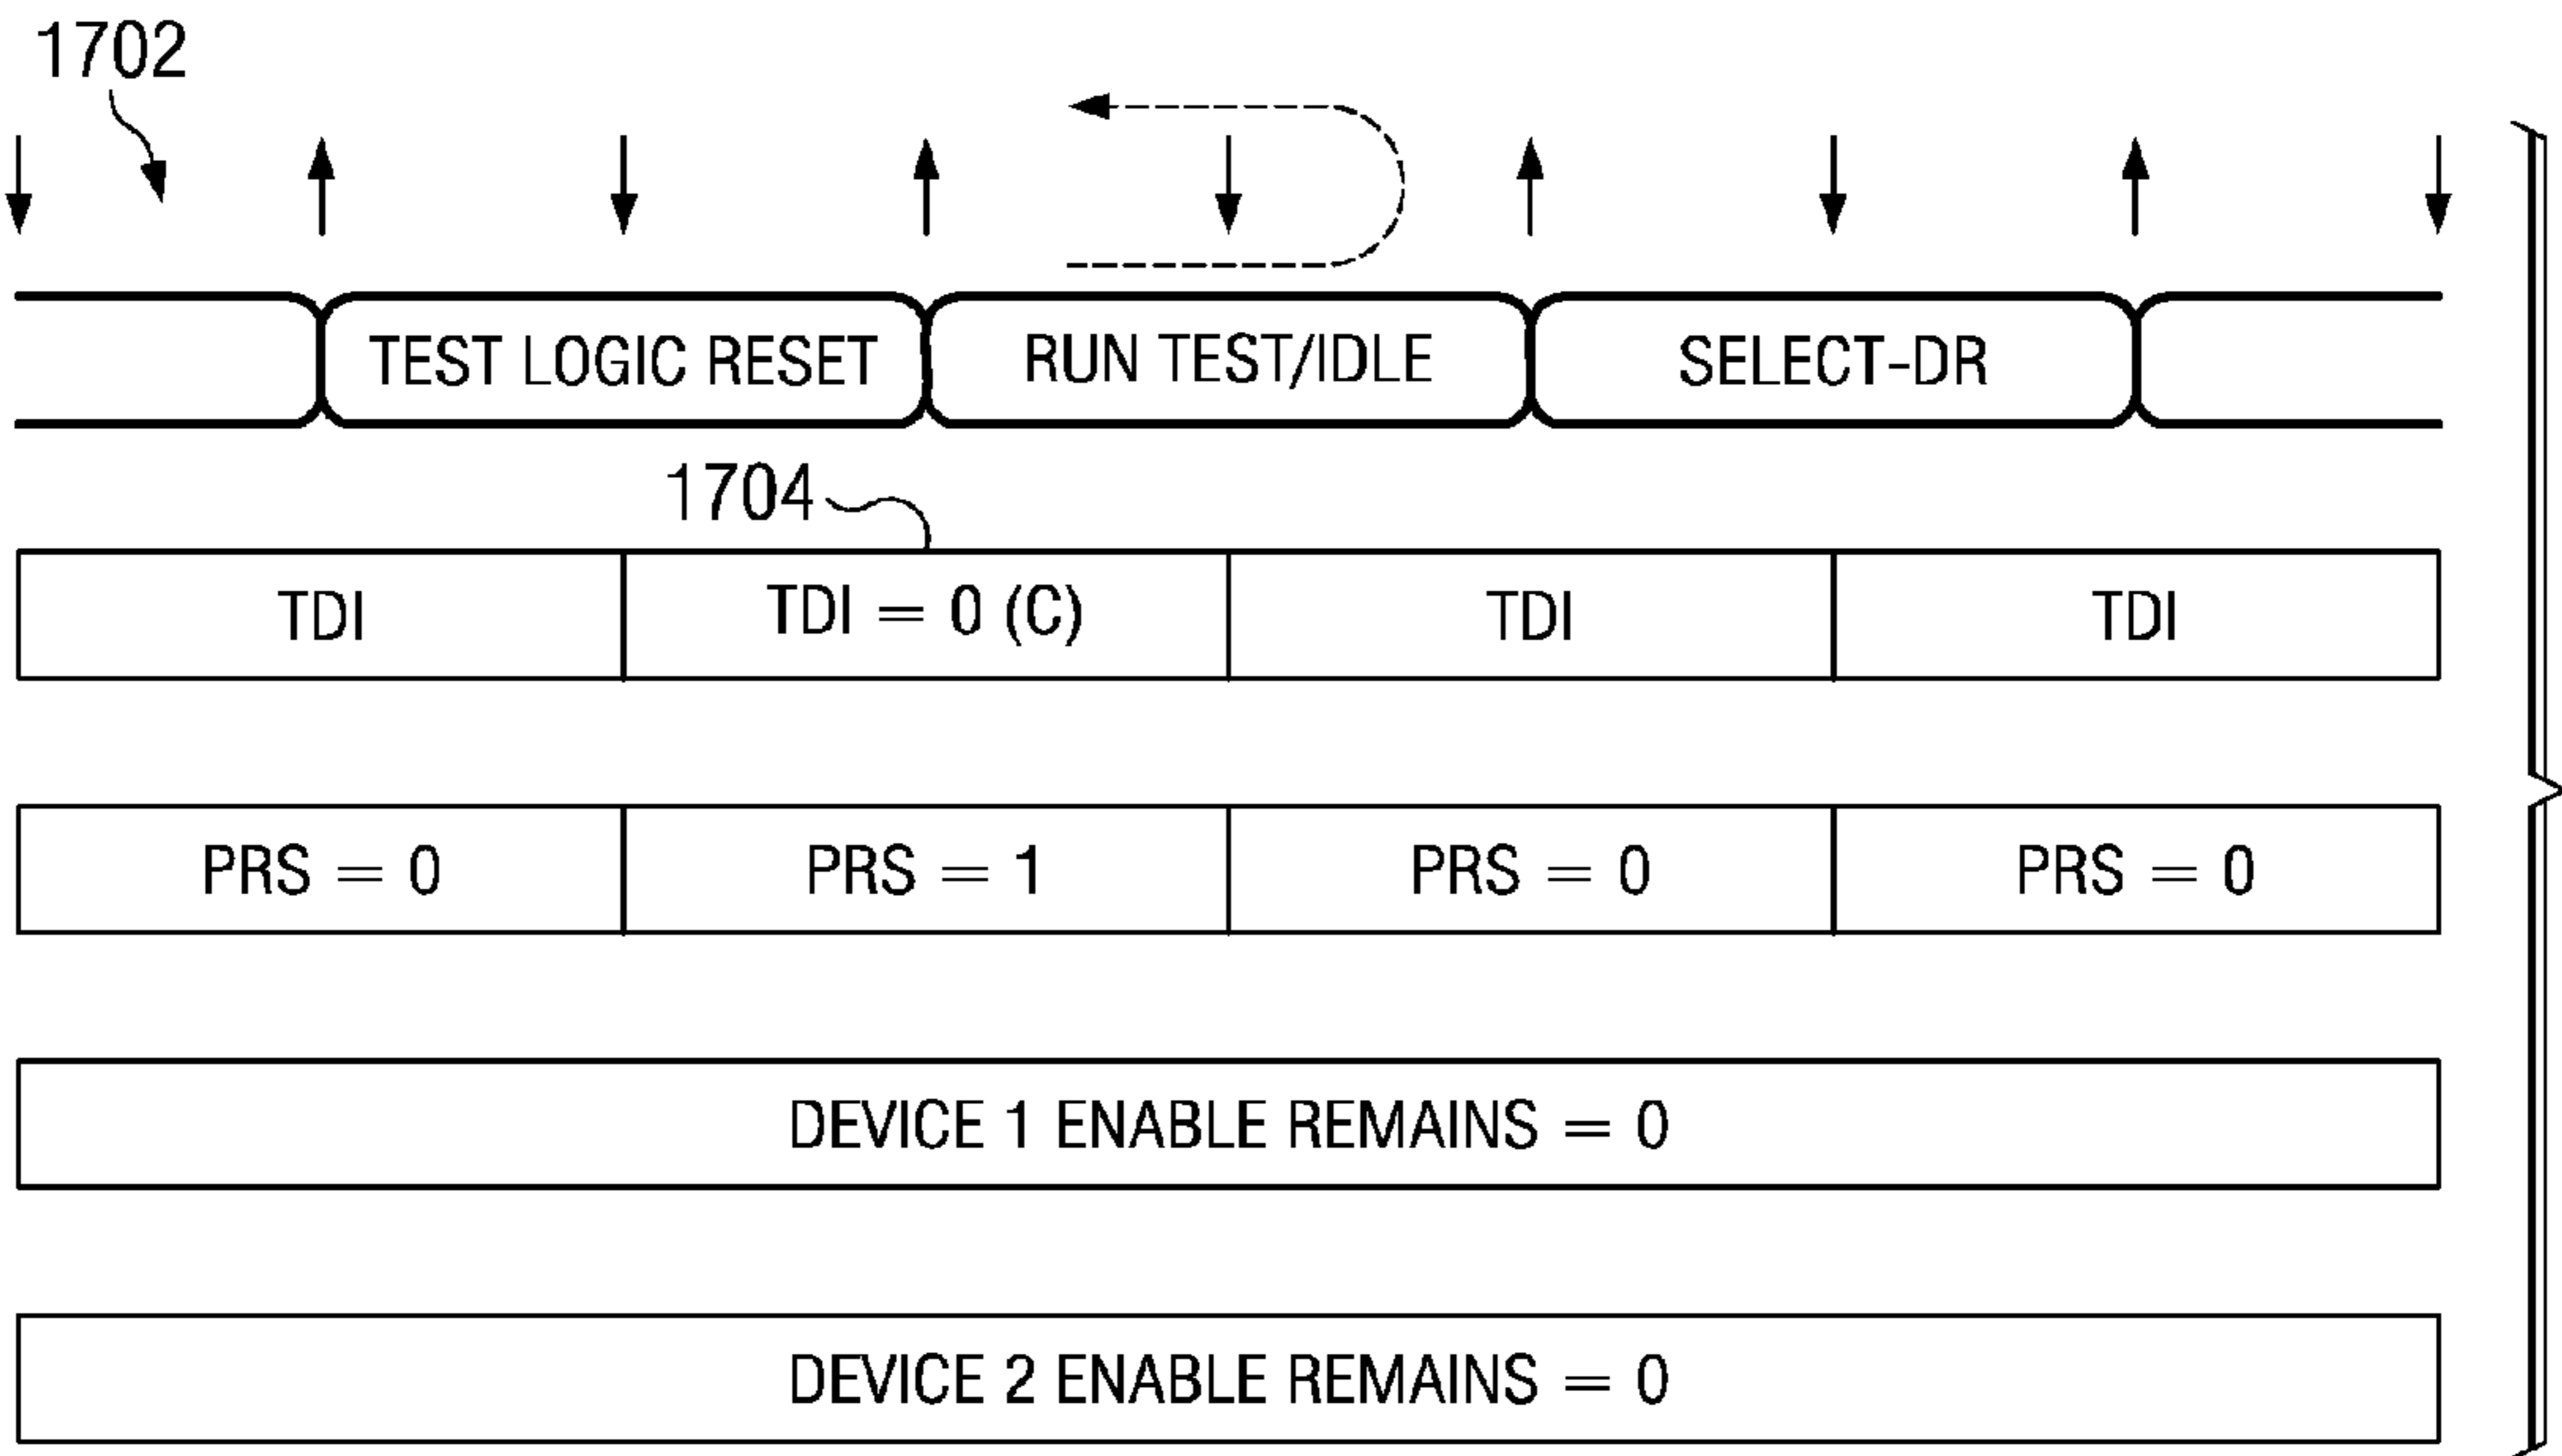 1702
TEST LOGIC RESET RUN TEST/IDLE SELECT-DR
1704
TDI TDI = 0 (C) TDI TDI
PRS = 0 PRS = 1 PRS = 0 PRS = 0
DEVICE 1 ENABLE REMAINS = 0
DEVICE 2 ENABLE REMAINS = 0